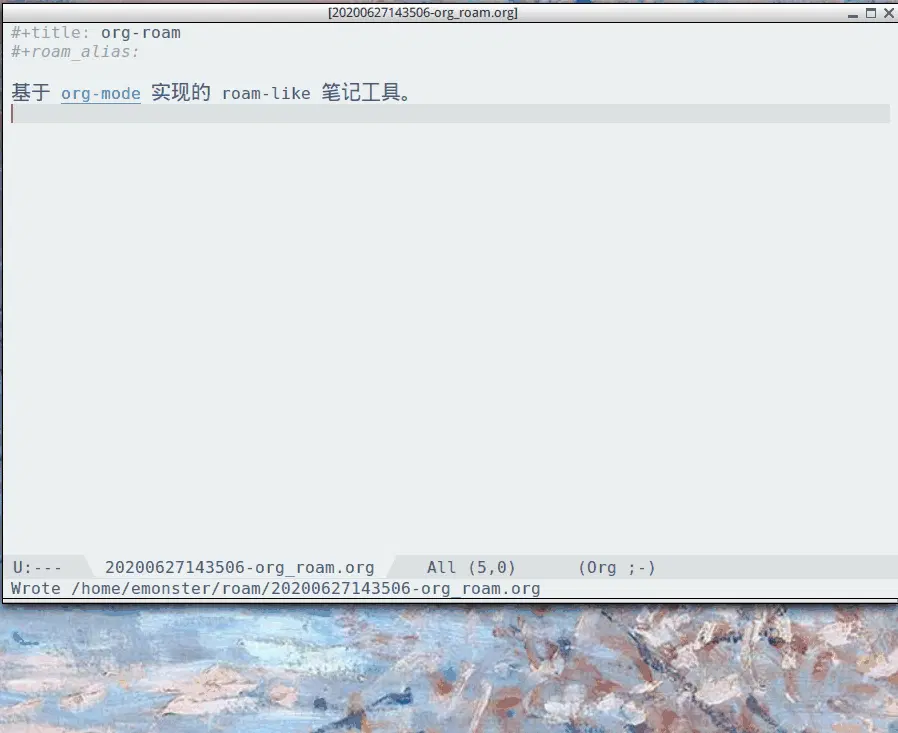 [20200627143506-org_roam.org]
#+title: org-roam
#+roam_alias:
基于 org-mode 实现的 roam-like 笔记工具。
U:--- 20200627143506-org_roam.org All (5,0) (Org ;-)
Wrote /home/emonster/roam/20200627143506-org_roam.org